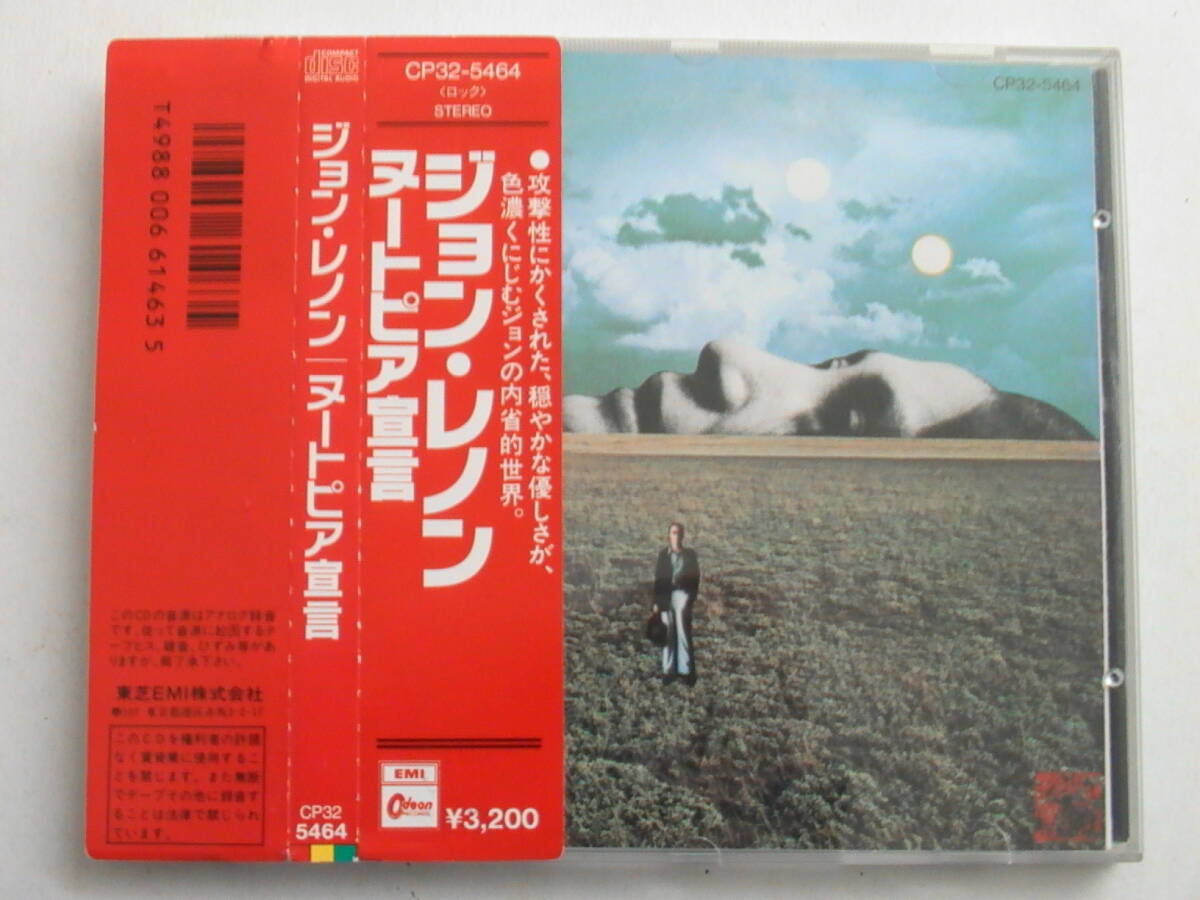 T4988 006 61463 5
このCDの音源はアナログ録音
です。従って音源に起因するテ
ープヒス、雑音、ひずみ等があ
りますが、御了承下さい。
東芝EMI株式会社
このCDを権利者の許諾
なく賃貸業に使用するこ
とを禁じます。また無断
でテープその他に録音す
ることは法律で禁じられ
ています。
COMPACT
disc
DIGITAL AUDIO
ジョン・レノン│ヌートピア宣言
CP32
5464
CP32-5464
〈ロック〉
STEREO
●攻撃性にかくされた、穏やかな優しさが、
色濃くにじむジョンの内省的世界。
ジョン・レノン
ヌートピア宣言
EMI
Odeon
RECORDS
¥3,200
CP32-5464